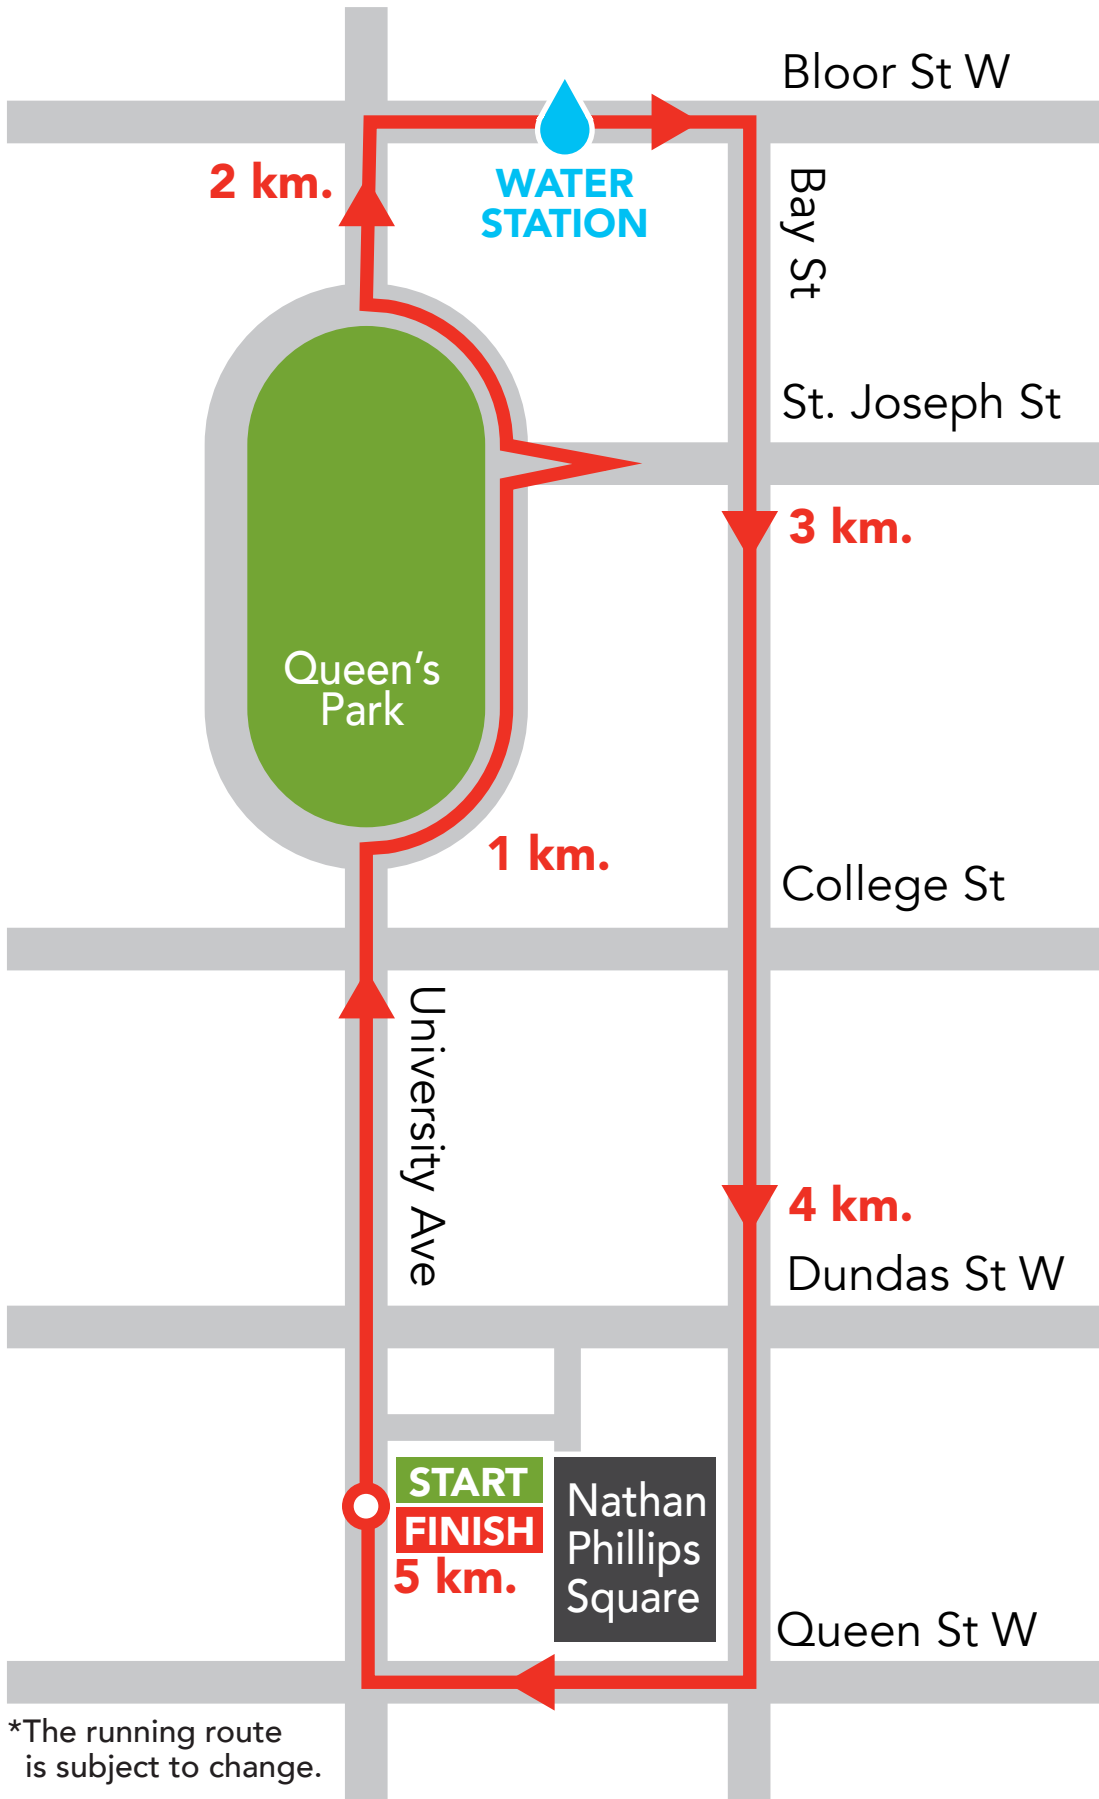 Bloor St W
2 km.
WATER
STATION
Bay St
St. Joseph St
3 km.
Queen’s
Park
1 km.
College St
University Ave
4 km.
Dundas St W
START
FINISH
5 km.
Nathan
Phillips
Square
Queen St W
*The running route
is subject to change.